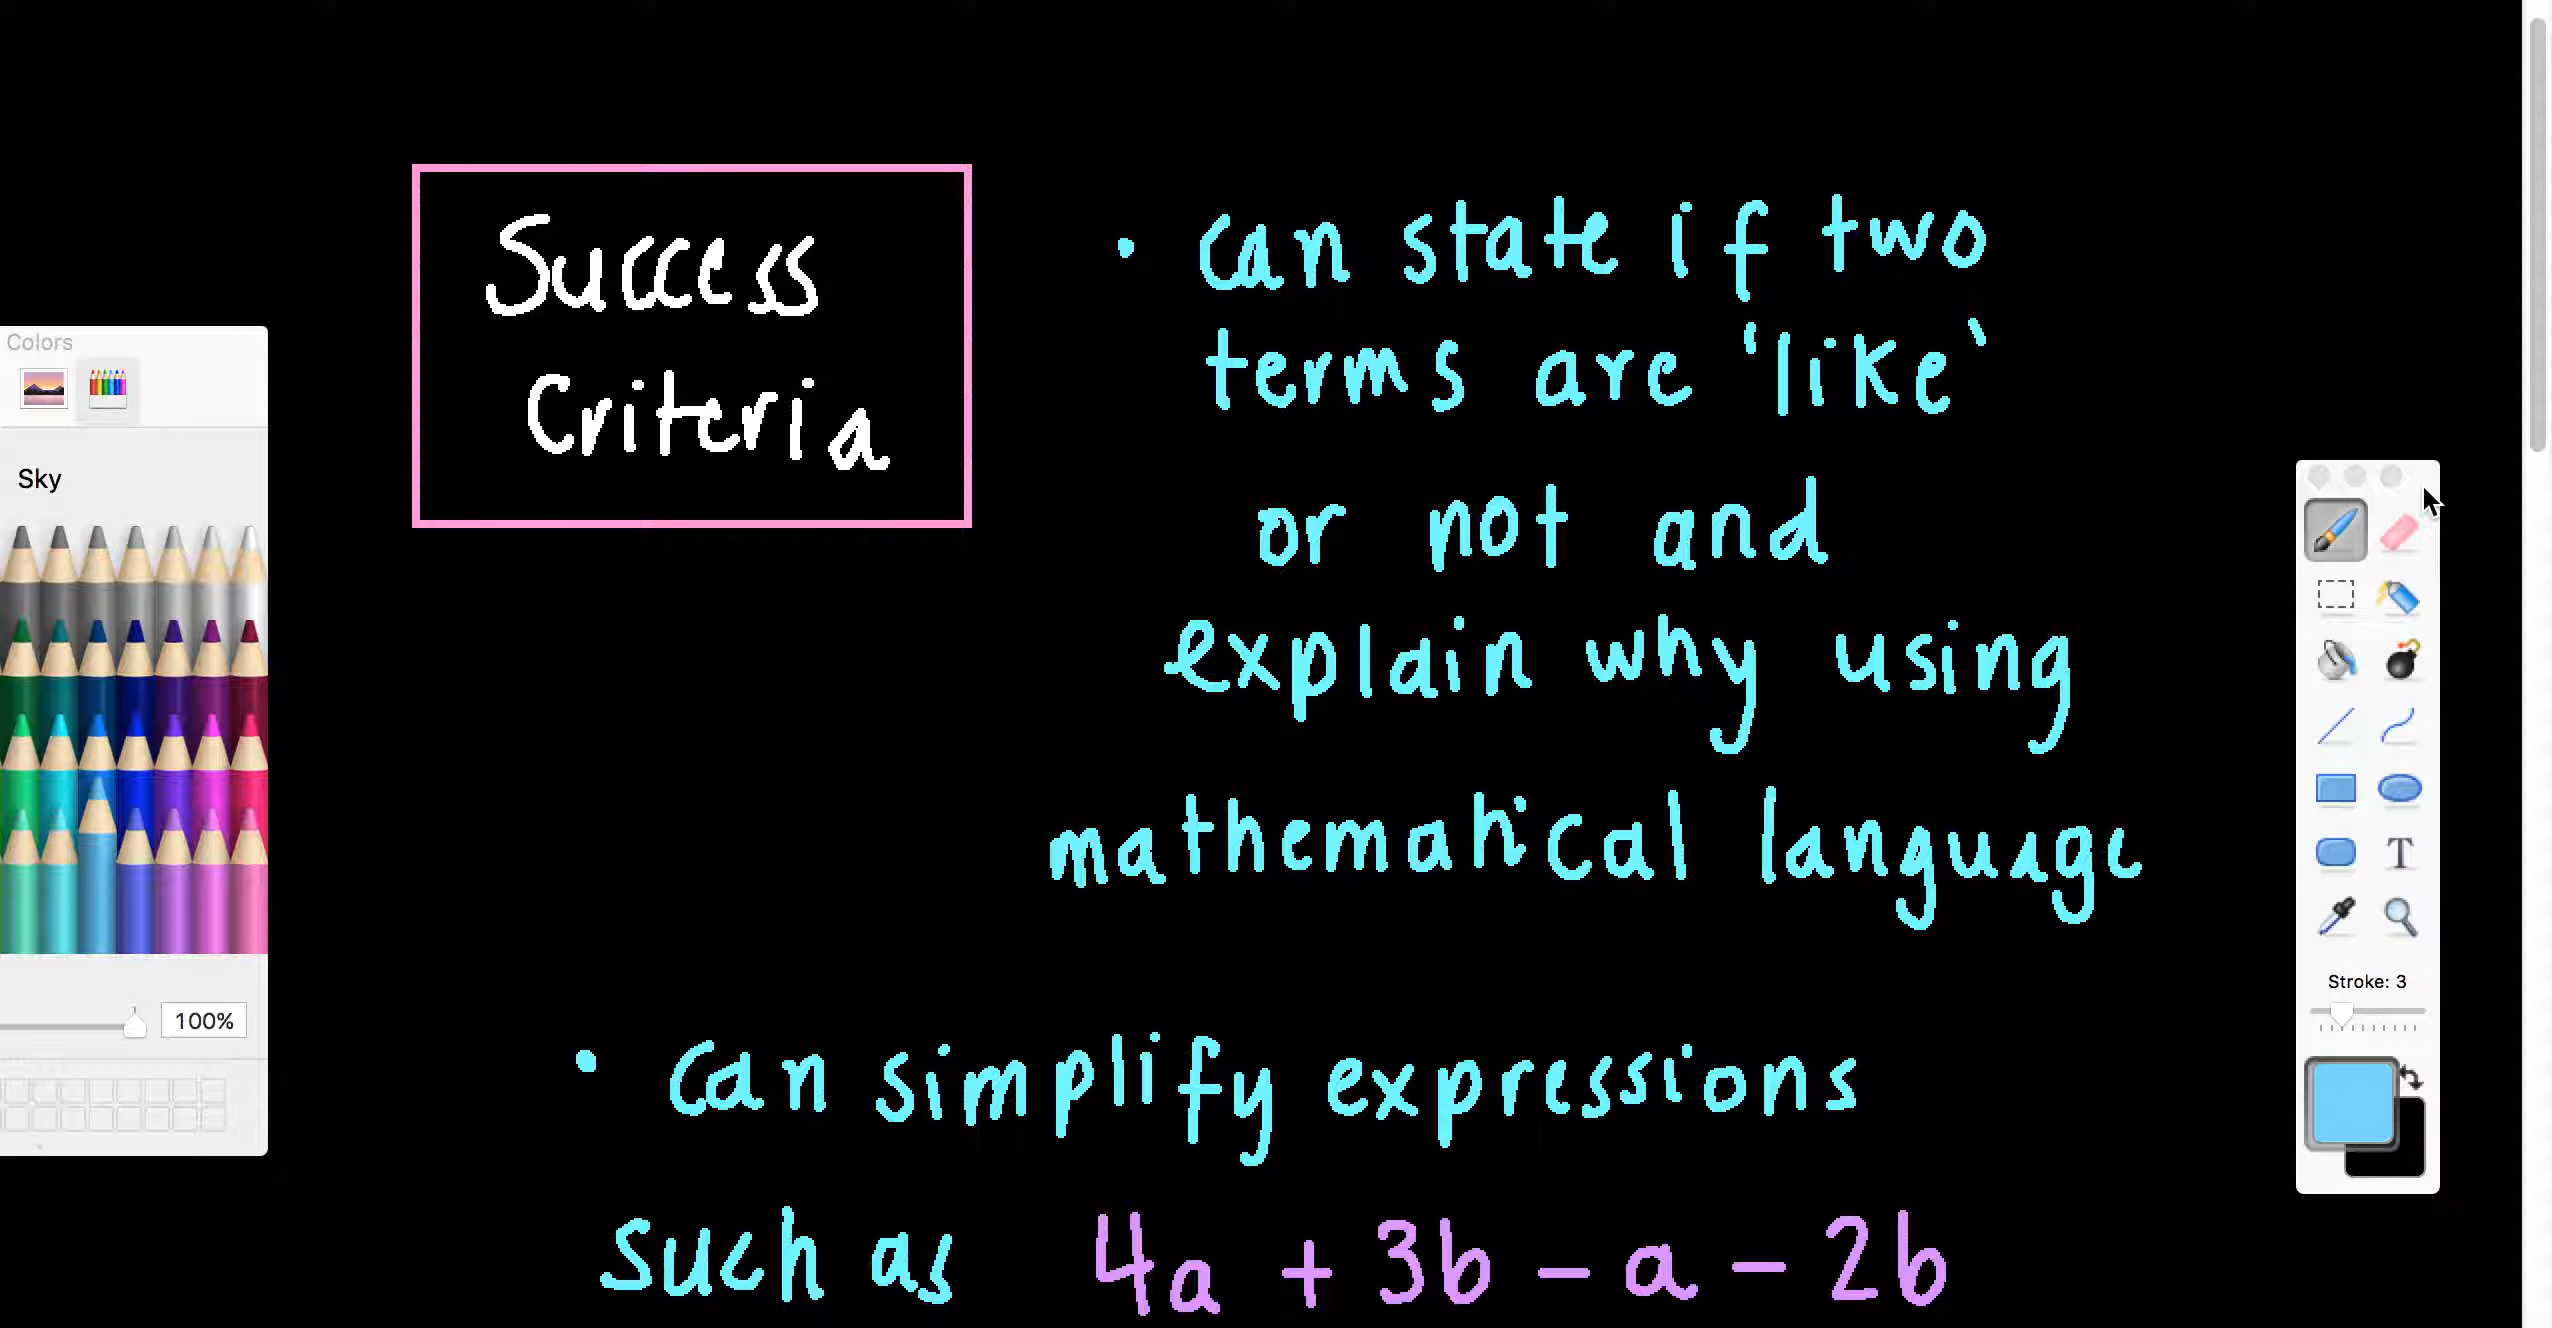 Success
Criteria
• can state if two
terms are 'like'
or not and
explain why using
mathematical language
• can simplify expressions
such as 4a + 3b - a - 2b
Colors
Sky
100%
T
Stroke: 3